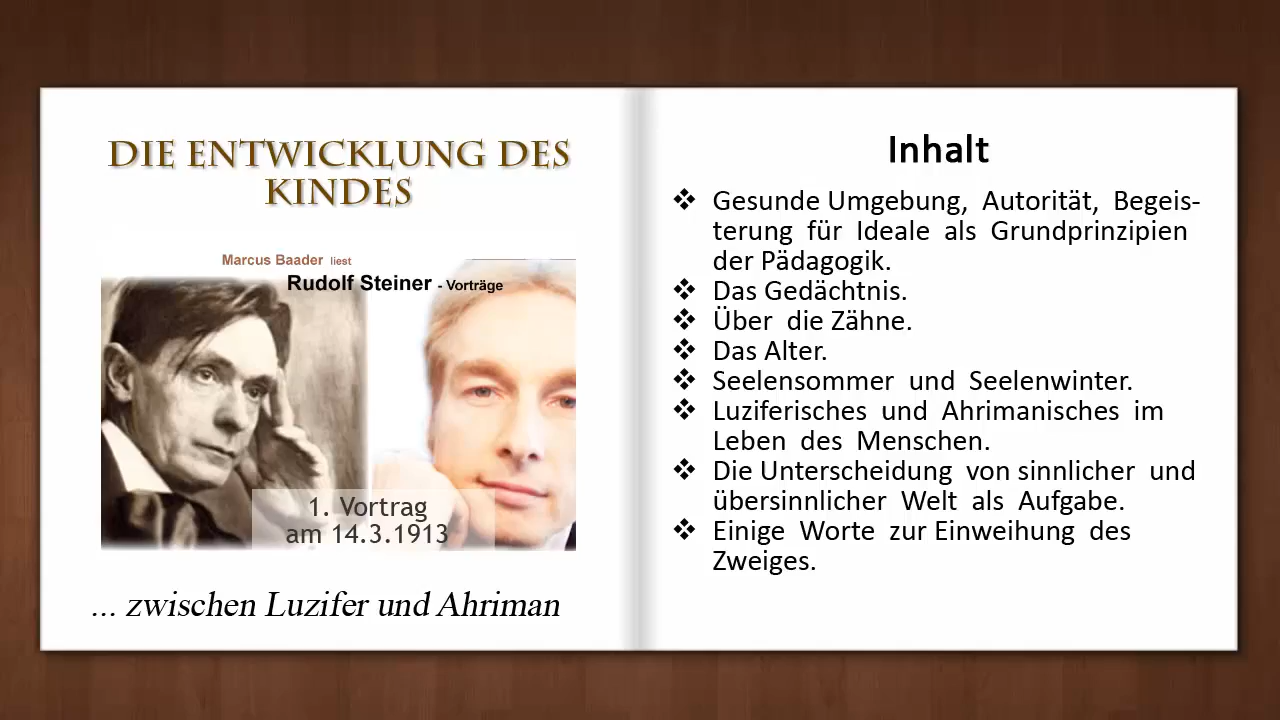 DIE ENTWICKLUNG DES
KINDES
Marcus Baader liest
Rudolf Steiner - Vorträge
1. Vortrag
am 14.3.1913
... zwischen Luzifer und Ahriman
Inhalt
❖ Gesunde Umgebung, Autorität, Begeis-
terung für Ideale als Grundprinzipien
der Pädagogik.
❖ Das Gedächtnis.
❖ Über die Zähne.
❖ Das Alter.
❖ Seelensommer und Seelenwinter.
❖ Luziferisches und Ahrimanisches im
Leben des Menschen.
❖ Die Unterscheidung von sinnlicher und
übersinnlicher Welt als Aufgabe.
❖ Einige Worte zur Einweihung des
Zweiges.